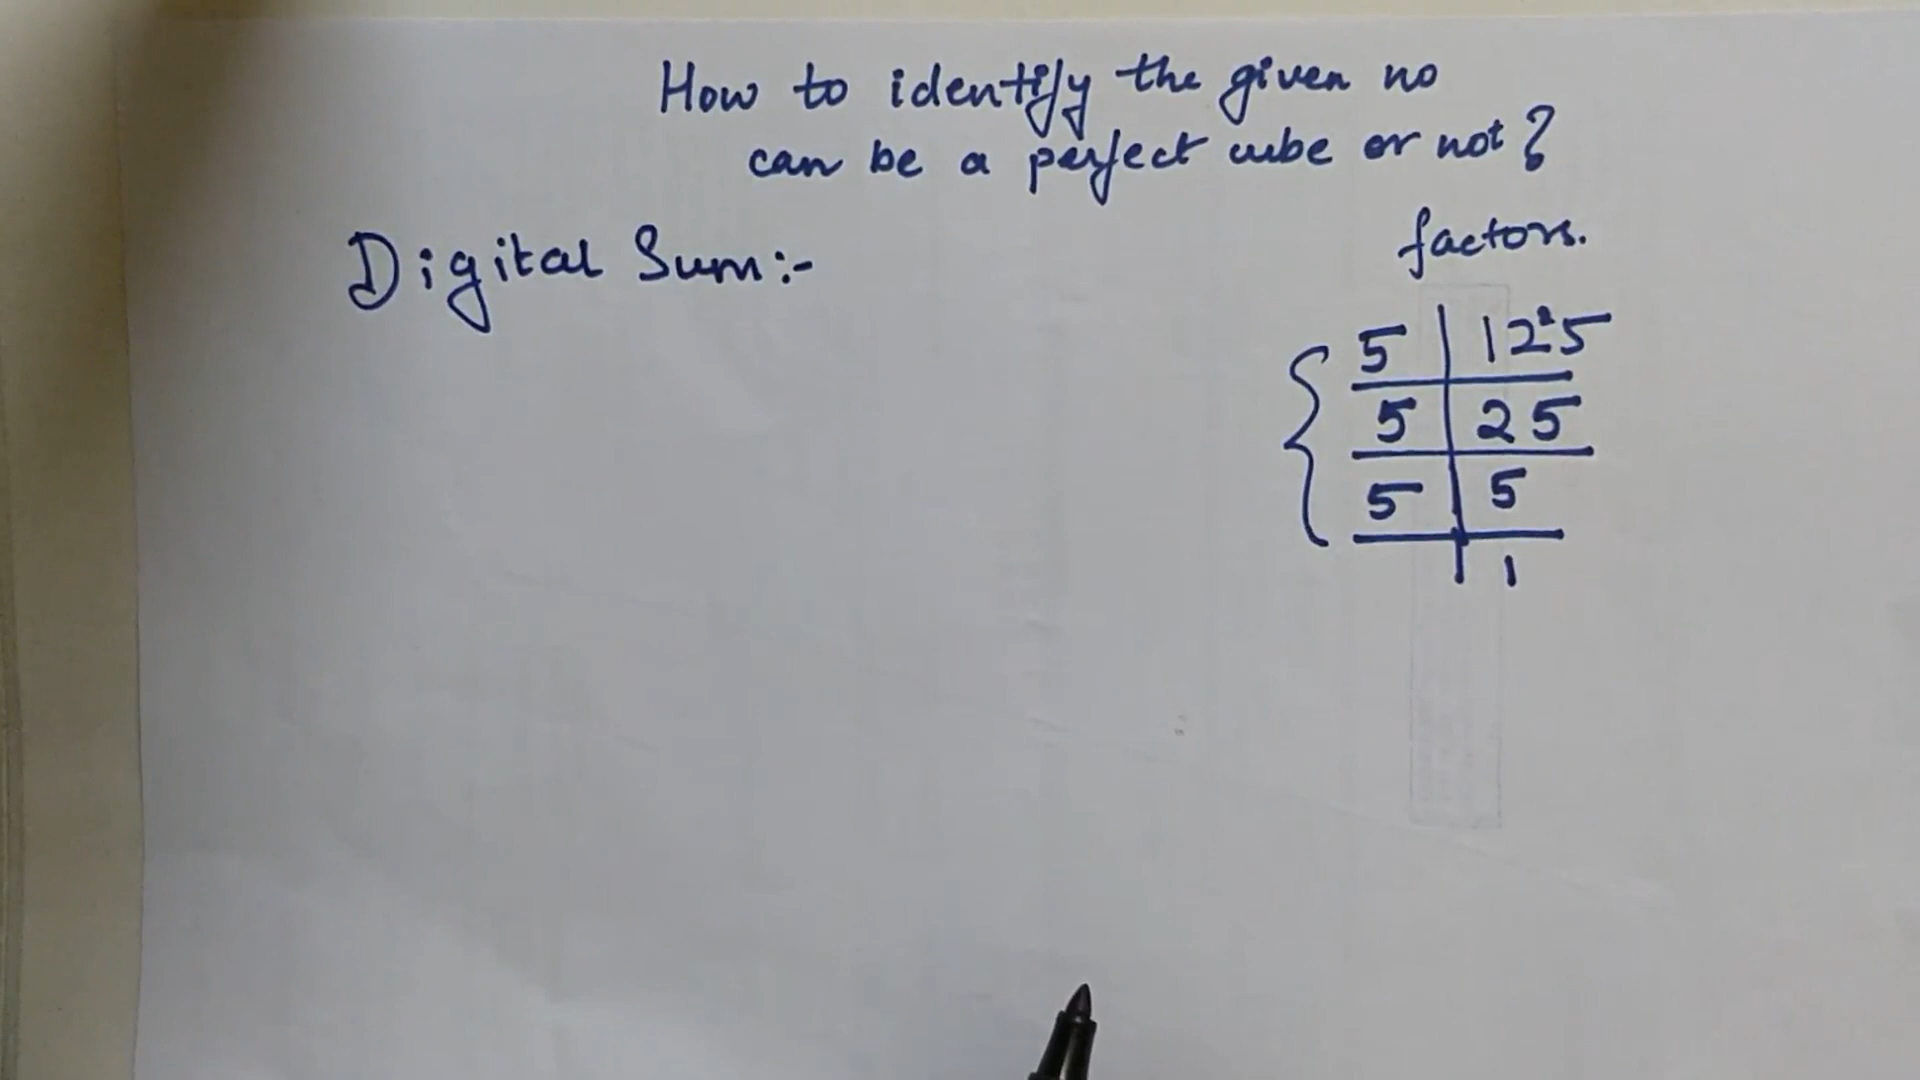 How to identify the given no
can be a perfect cube or not?
Digital Sum:-
factors.
5 | 125
5 | 25
5 | 5
| 1